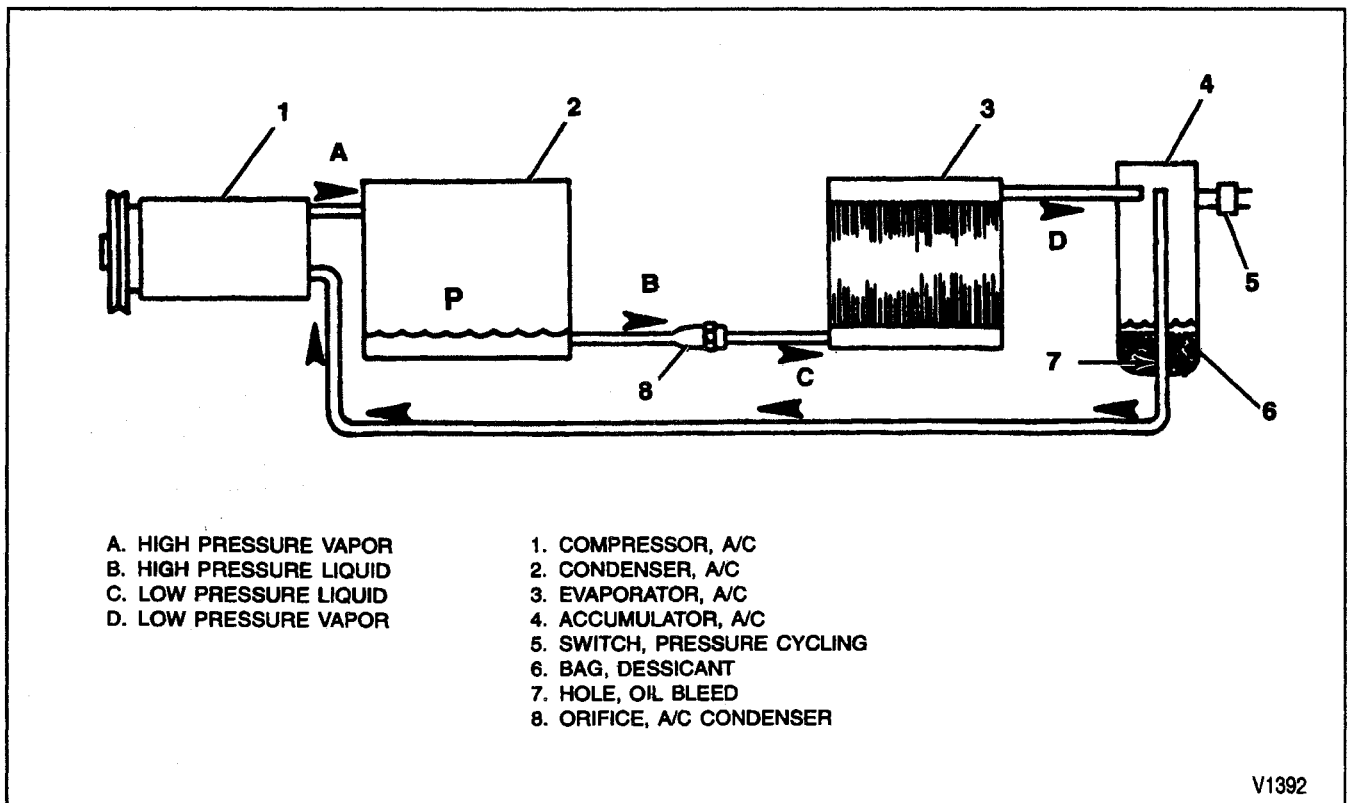 1
2
3
4
A
D
5
P
B
8
C
7
6
A. HIGH PRESSURE VAPOR
B. HIGH PRESSURE LIQUID
C. LOW PRESSURE LIQUID
D. LOW PRESSURE VAPOR
1. COMPRESSOR, A/C
2. CONDENSER, A/C
3. EVAPORATOR, A/C
4. ACCUMULATOR, A/C
5. SWITCH, PRESSURE CYCLING
6. BAG, DESSICANT
7. HOLE, OIL BLEED
8. ORIFICE, A/C CONDENSER
V1392